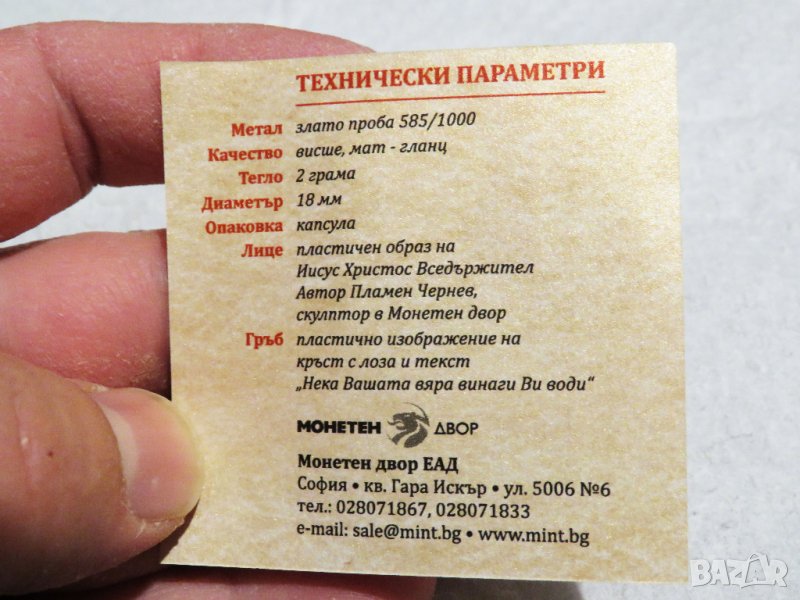 ТЕХНИЧЕСКИ ПАРАМЕТРИ
Метал злато проба 585/1000
Качество висше, мат - гланц
Тегло 2 грама
Диаметър 18 мм
Опаковка капсула
Лице пластичен образ на
Иисус Христос Вседържител
Автор Пламен Чернев,
скулптор в Монетен двор
Гръб пластично изображение на
кръст с лоза и текст
„Нека Вашата вяра винаги Ви води“
МОНЕТЕН ДВОР
Монетен двор ЕАД
София • кв. Гара Искър • ул. 5006 №6
тел.: 028071867, 028071833
e-mail: sale@mint.bg • www.mint.bg
BAZAR